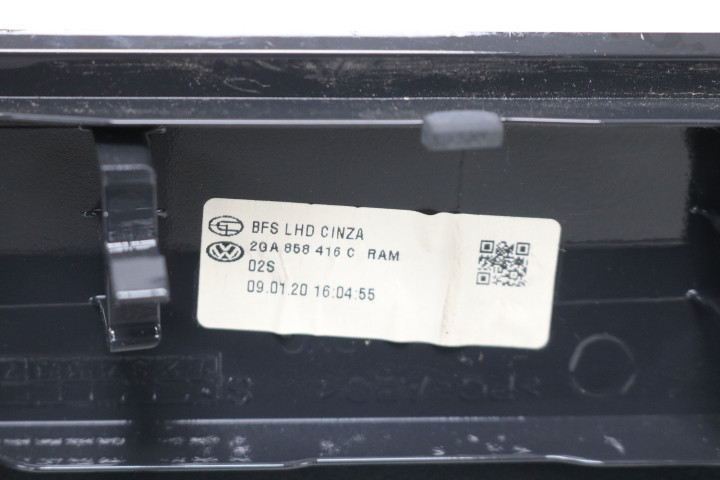 BFS LHD CINZA
2GA 858 416 C RAM
02S
09.01.20 16:04:55